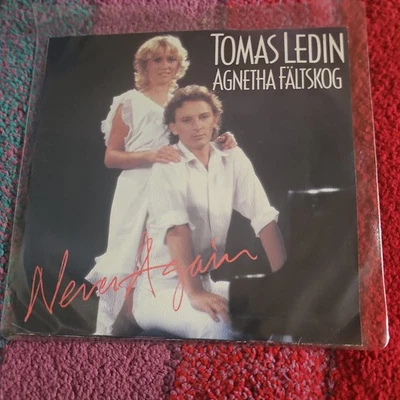 TOMAS LEDIN
AGNETHA FÄLTSKOG
Never Again